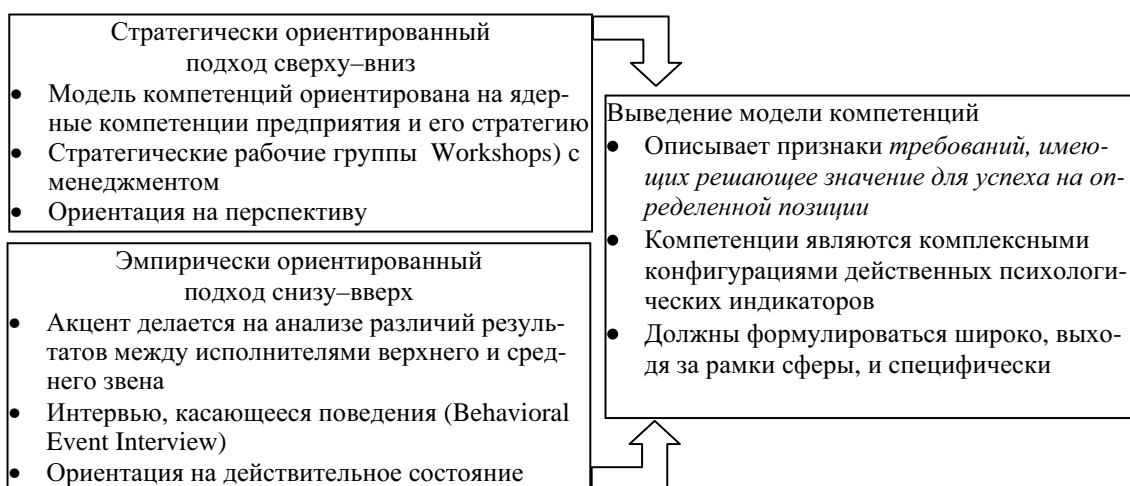 Стратегически ориентированный
подход сверху–вниз
• Модель компетенций ориентирована на ядер-
ные компетенции предприятия и его стратегию
• Стратегические рабочие группы Workshops) с
менеджментом
• Ориентация на перспективу
Эмпирически ориентированный
подход снизу–вверх
• Акцент делается на анализе различий резуль-
татов между исполнителями верхнего и сред-
него звена
• Интервью, касающееся поведения (Behavioral
Event Interview)
• Ориентация на действительное состояние
Выведение модели компетенций
• Описывает признаки требований, имею-
щих решающее значение для успеха на оп-
ределенной позиции
• Компетенции являются комплексными
конфигурациями действенных психологи-
ческих индикаторов
• Должны формулироваться широко, выхо-
дя за рамки сферы, и специфически